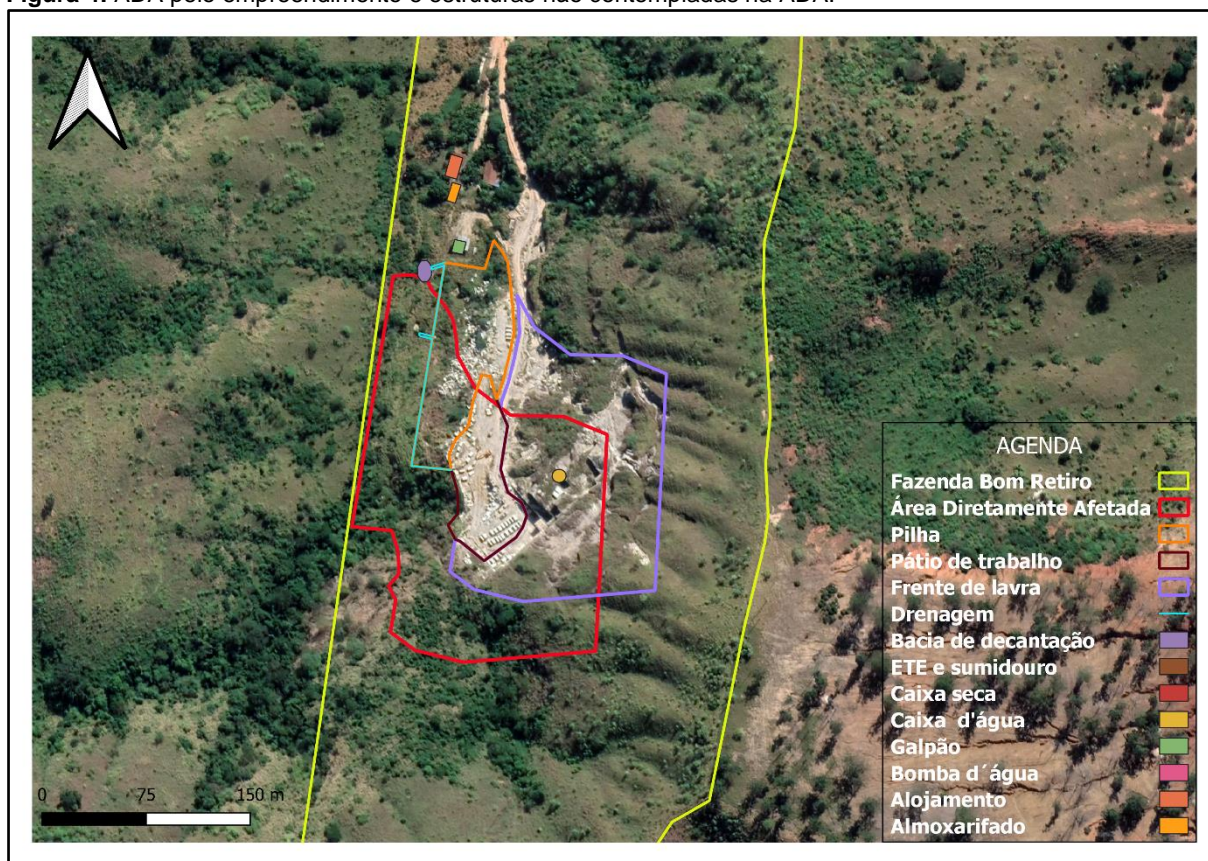 Figura 4. ADA pelo empreendimento e estruturas não contempladas na ADA.
AGENDA
Fazenda Bom Retiro
Área Diretamente Afetada
Pilha
Pátio de trabalho
Frente de lavra
Drenagem
Bacia de decantação
ETE e sumidouro
Caixa seca
Caixa d'água
Galpão
Bomba d´água
Alojamento
Almoxarifado
0 75 150 m